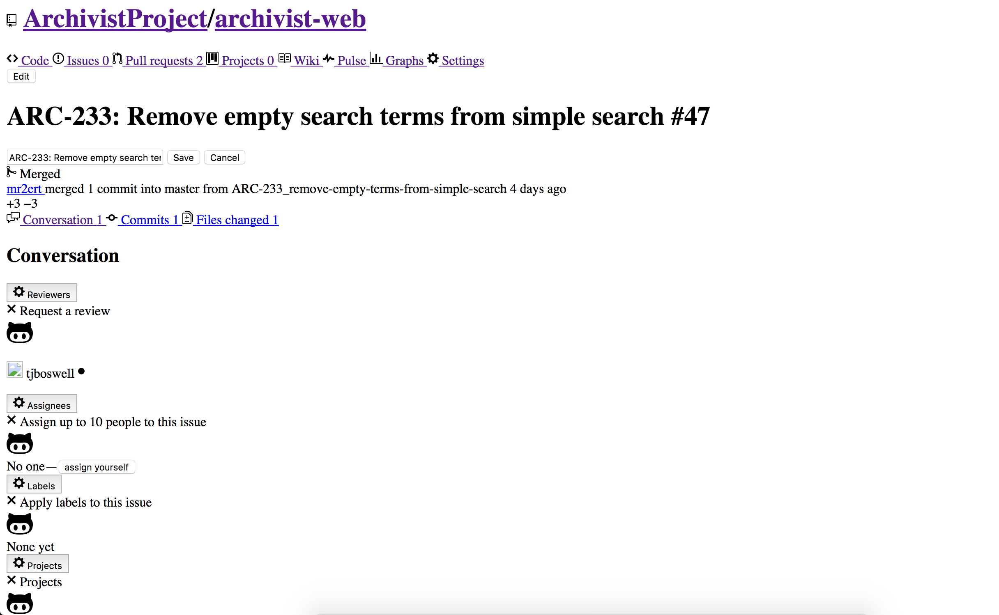 ArchivistProject/archivist-web
Code Issues 0 Pull requests 2 Projects 0 Wiki Pulse Graphs Settings
Edit
ARC-233: Remove empty search terms from simple search #47
ARC-233: Remove empty search ter Save Cancel
Merged
mr2ert merged 1 commit into master from ARC-233_remove-empty-terms-from-simple-search 4 days ago
+3 −3
Conversation 1 Commits 1 Files changed 1
Conversation
Reviewers
Request a review
tjboswell
Assignees
Assign up to 10 people to this issue
No one— assign yourself
Labels
Apply labels to this issue
None yet
Projects
Projects